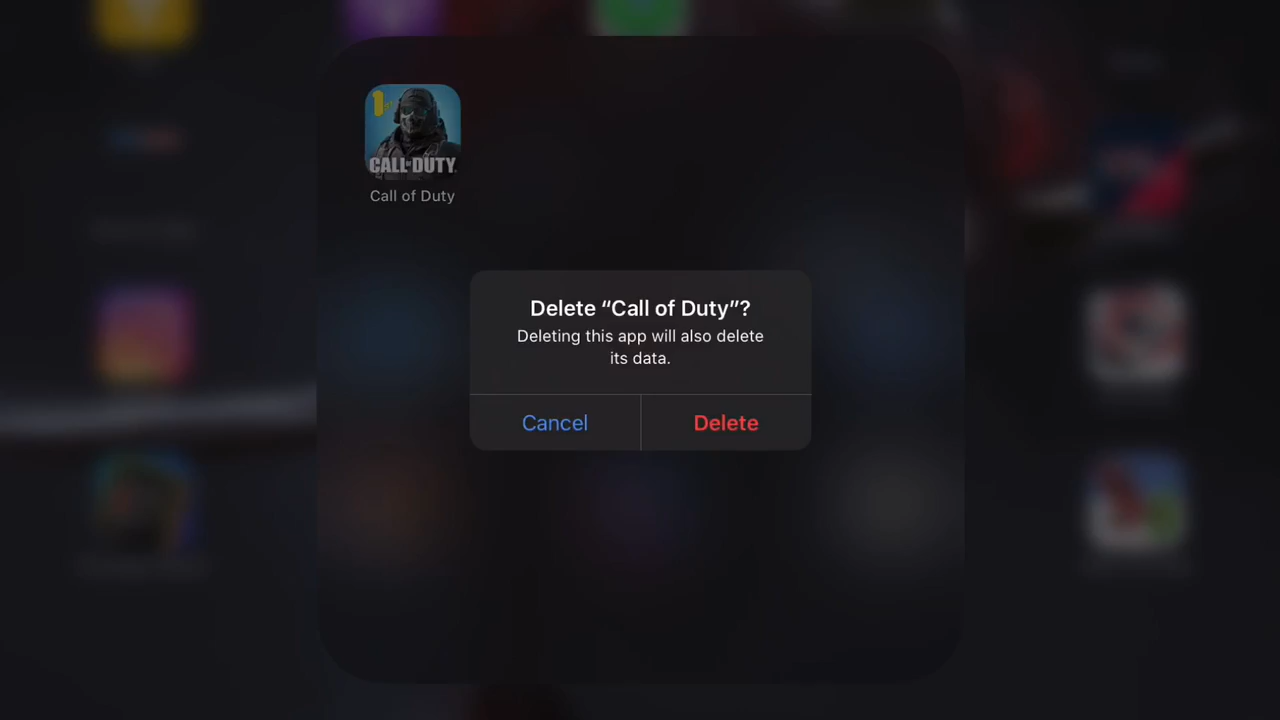 CALL OF DUTY
Call of Duty
Delete “Call of Duty”?
Deleting this app will also delete
its data.
Cancel
Delete